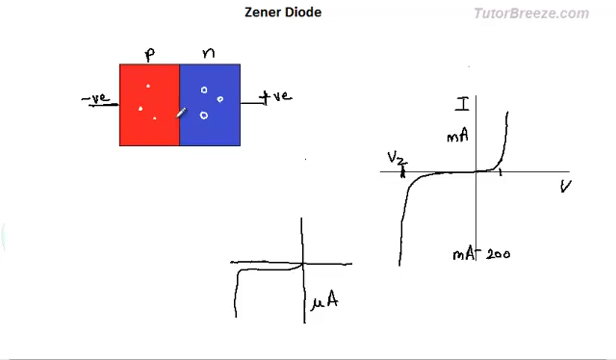 Zener Diode
TutorBreeze.com
p n
-ve +ve
I
mA
Vz
V
mA 200
μA